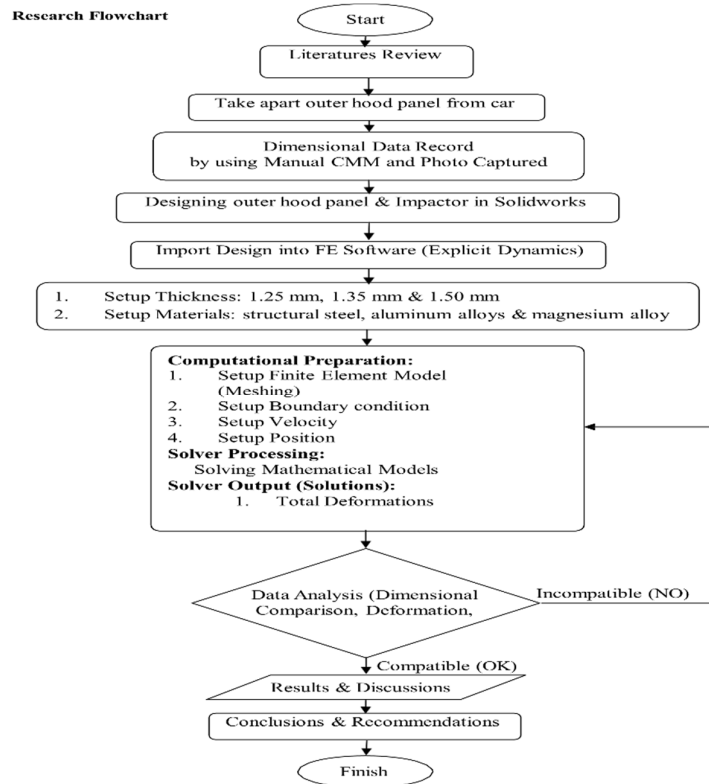 Research Flowchart
Start
Literatures Review
Take apart outer hood panel from car
Dimensional Data Record
by using Manual CMM and Photo Captured
Designing outer hood panel & Impactor in Solidworks
Import Design into FE Software (Explicit Dynamics)
1. Setup Thickness: 1.25 mm, 1.35 mm & 1.50 mm
2. Setup Materials: structural steel, aluminum alloys & magnesium alloy
Computational Preparation:
1. Setup Finite Element Model
(Meshing)
2. Setup Boundary condition
3. Setup Velocity
4. Setup Position
Solver Processing:
Solving Mathematical Models
Solver Output (Solutions):
1. Total Deformations
Data Analysis (Dimensional
Comparison, Deformation,
Incompatible (NO)
Compatible (OK)
Results & Discussions
Conclusions & Recommendations
Finish